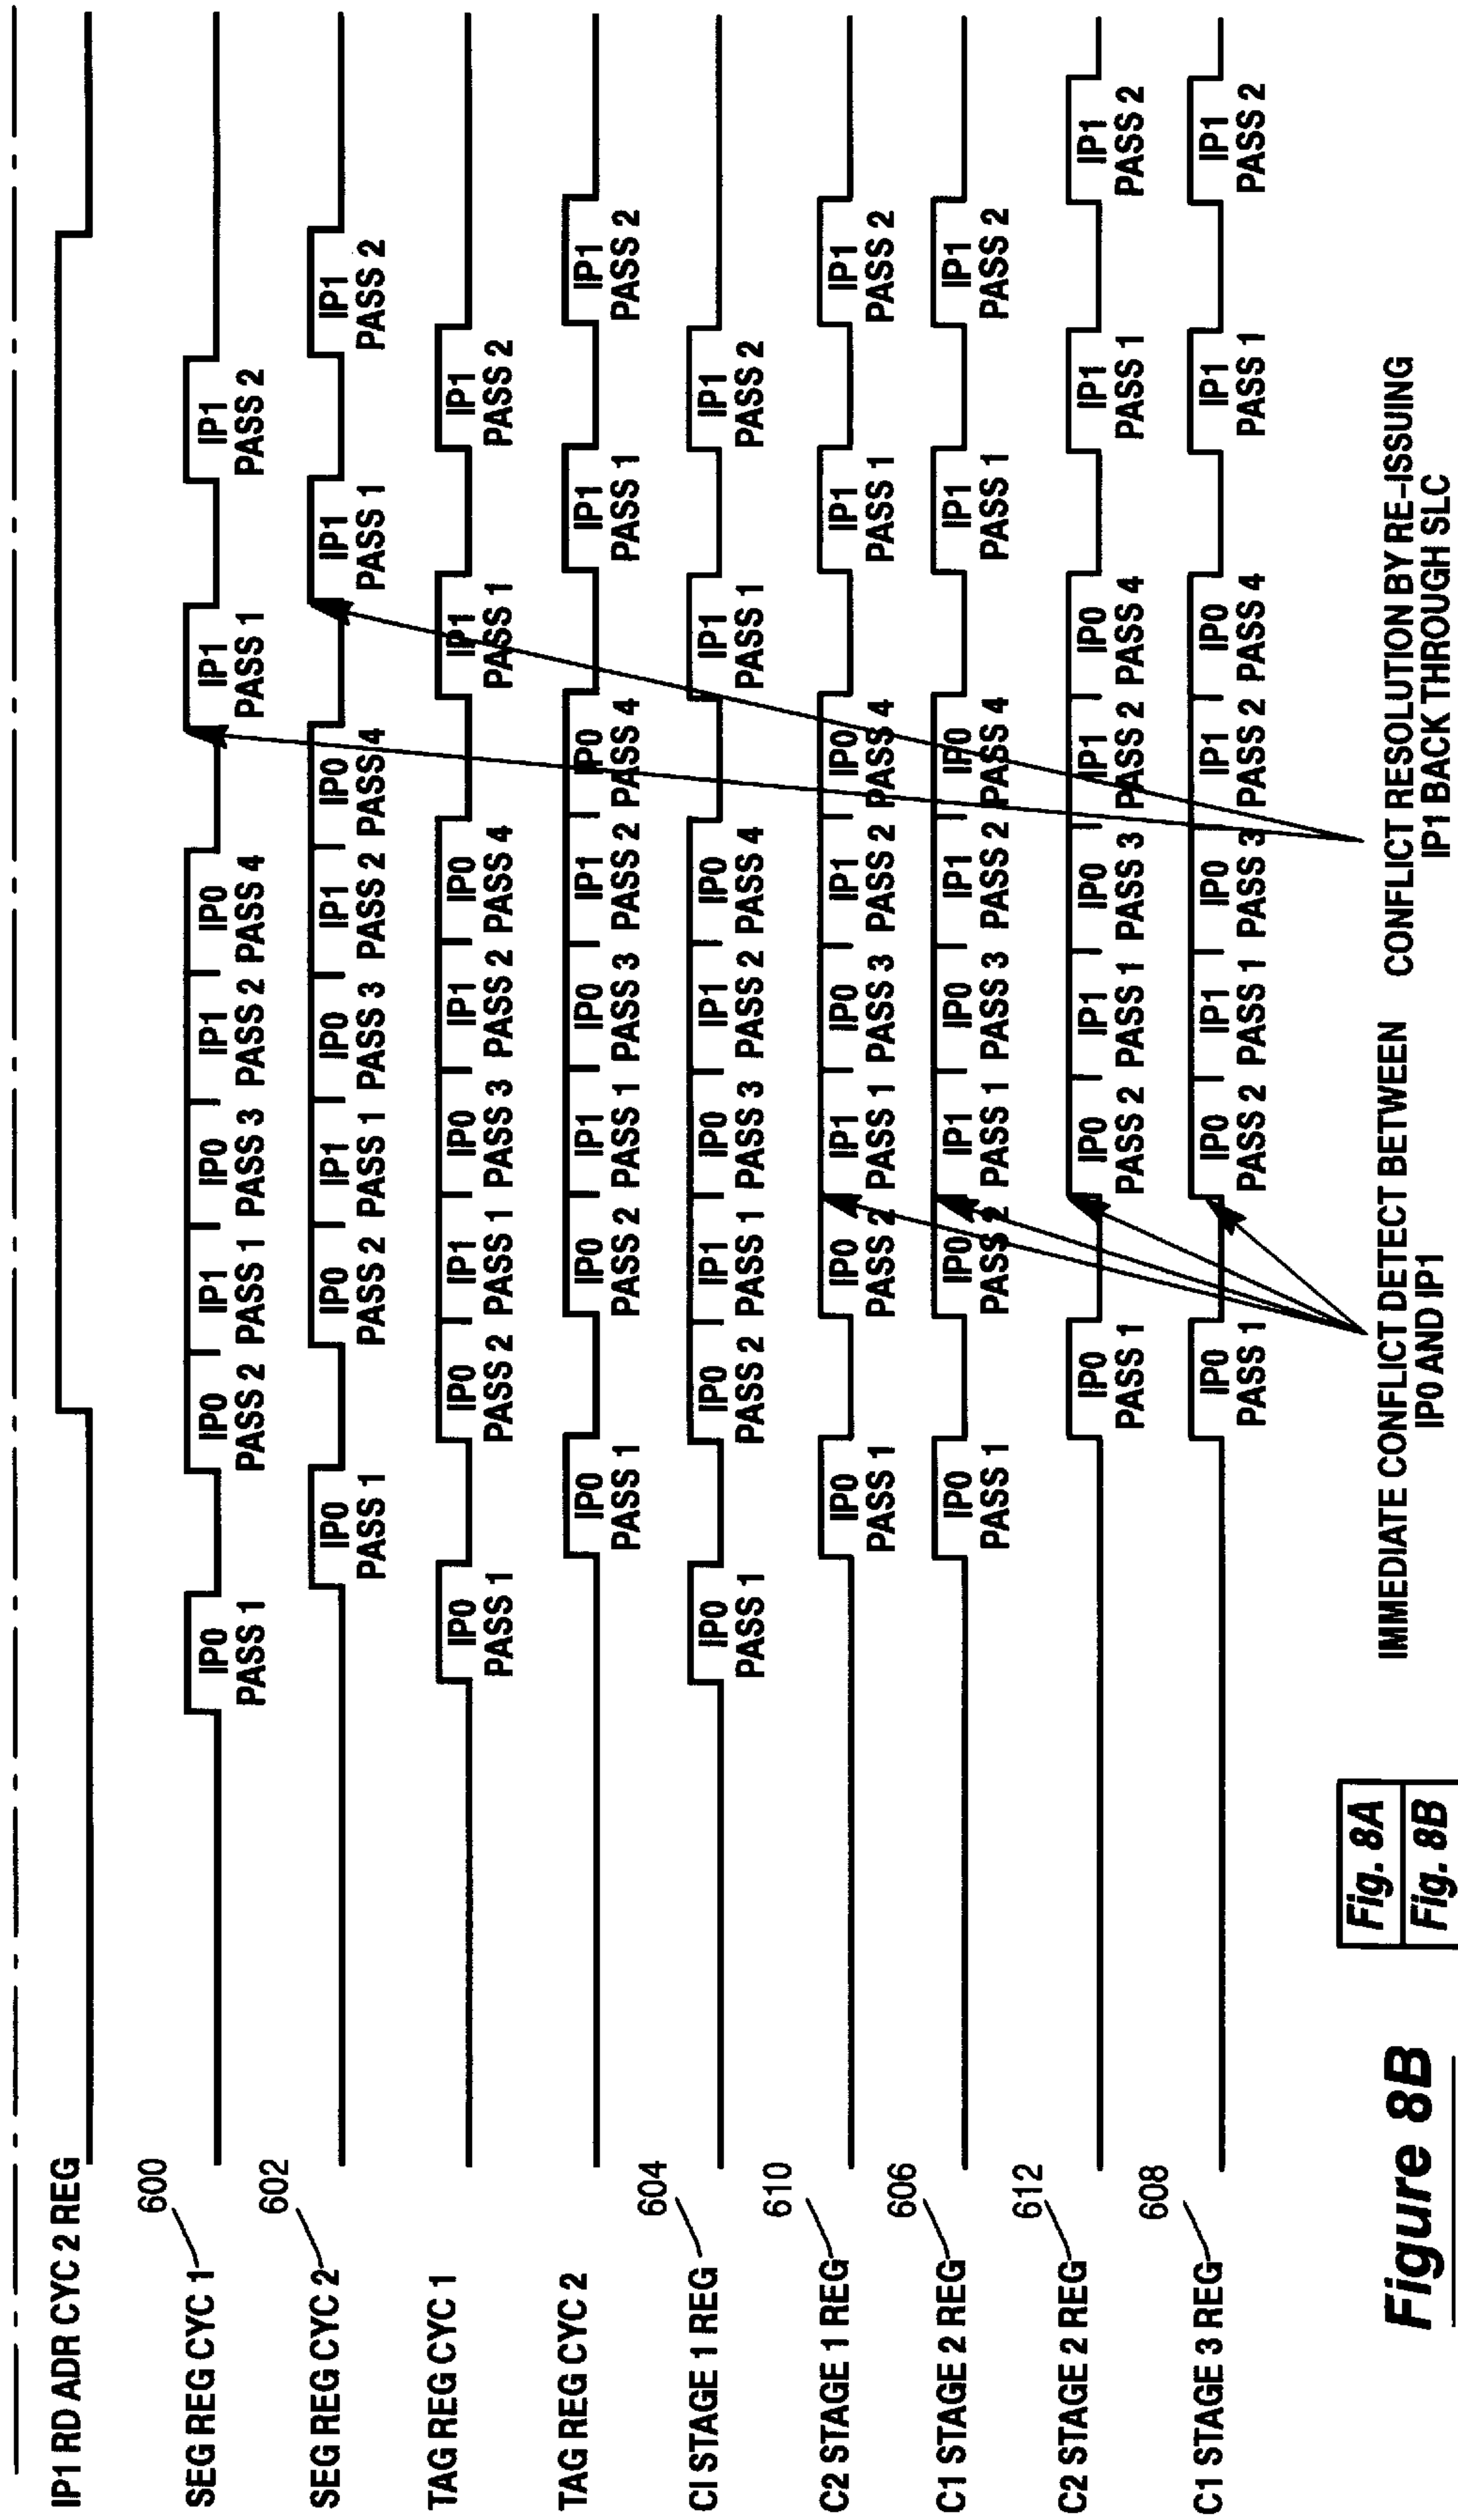 IP1 RD ADR CYC 2 REG
600
SEG REG CYC 1 IP0 IP0 IP1 IP0 IP1 IP0 IP1 IP1
PASS 1 PASS 2 PASS 1 PASS 3 PASS 2 PASS 4 PASS 1 PASS 2
602
SEG REG CYC 2 IP0 IP0 IP1 IP0 IP1 IP0 IP1 IP1
PASS 1 PASS 2 PASS 1 PASS 3 PASS 2 PASS 4 PASS 1 PASS 2
TAG REG CYC 1 IP0 IP0 IP1 IP0 IP1 IP0 IP1 IP1
PASS 1 PASS 2 PASS 1 PASS 3 PASS 2 PASS 4 PASS 1 PASS 2
TAG REG CYC 2 IP0 IP0 IP1 IP0 IP1 IP0 IP1 IP1
PASS 1 PASS 2 PASS 1 PASS 3 PASS 2 PASS 4 PASS 1 PASS 2
604
CI STAGE 1 REG IP0 IP0 IP1 IP0 IP1 IP0 IP1 IP1
PASS 1 PASS 2 PASS 1 PASS 3 PASS 2 PASS 4 PASS 1 PASS 2
610
C2 STAGE 1 REG IP0 IP0 IP1 IP0 IP1 IP0 IP1 IP1
PASS 1 PASS 2 PASS 1 PASS 3 PASS 2 PASS 4 PASS 1 PASS 2
606
C1 STAGE 2 REG IP0 IP0 IP1 IP0 IP1 IP0 IP1 IP1
PASS 1 PASS 2 PASS 1 PASS 3 PASS 2 PASS 4 PASS 1 PASS 2
612
C2 STAGE 2 REG IP0 IP0 IP1 IP0 IP1 IP0 IP1 IP1
PASS 1 PASS 2 PASS 1 PASS 3 PASS 2 PASS 4 PASS 1 PASS 2
608
C1 STAGE 3 REG IP0 IP0 IP1 IP0 IP1 IP0 IP1 IP1
PASS 1 PASS 2 PASS 1 PASS 3 PASS 2 PASS 4 PASS 1 PASS 2
Figure 8B
Fig. 8A
Fig. 8B
IMMEDIATE CONFLICT DETECT BETWEEN
IP0 AND IP1
CONFLICT RESOLUTION BY RE-ISSUING
IP1 BACK THROUGH SLC